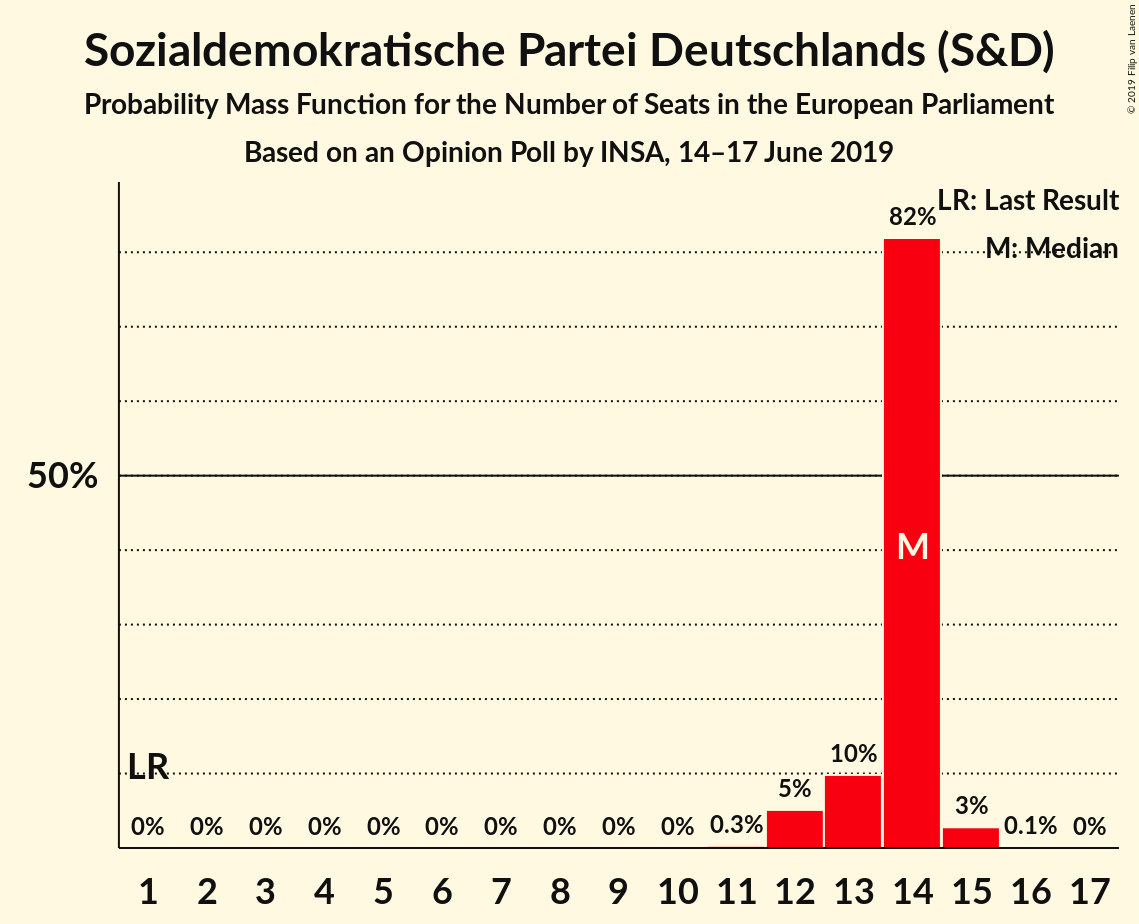 Sozialdemokratische Partei Deutschlands (S&D)
Probability Mass Function for the Number of Seats in the European Parliament
Based on an Opinion Poll by INSA, 14–17 June 2019
© 2019 Filip van Laenen
LR: Last Result
M: Median
82%
50%
M
LR
10%
5%
3%
0% 0% 0% 0% 0% 0% 0% 0% 0% 0% 0.3% 0.1% 0%
1 2 3 4 5 6 7 8 9 10 11 12 13 14 15 16 17